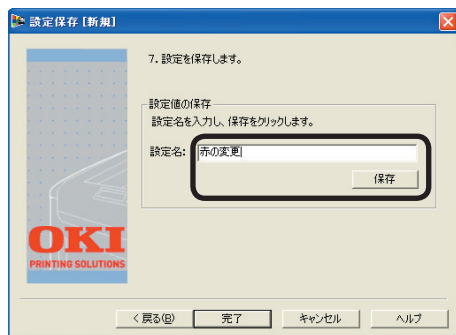 設定保存 [新規]
7. 設定を保存します。
設定値の保存
設定名を入力し、保存をクリックします。
設定名: 赤の変更
保存
OKI
PRINTING SOLUTIONS
< 戻る(B) 完了 キャンセル ヘルプ